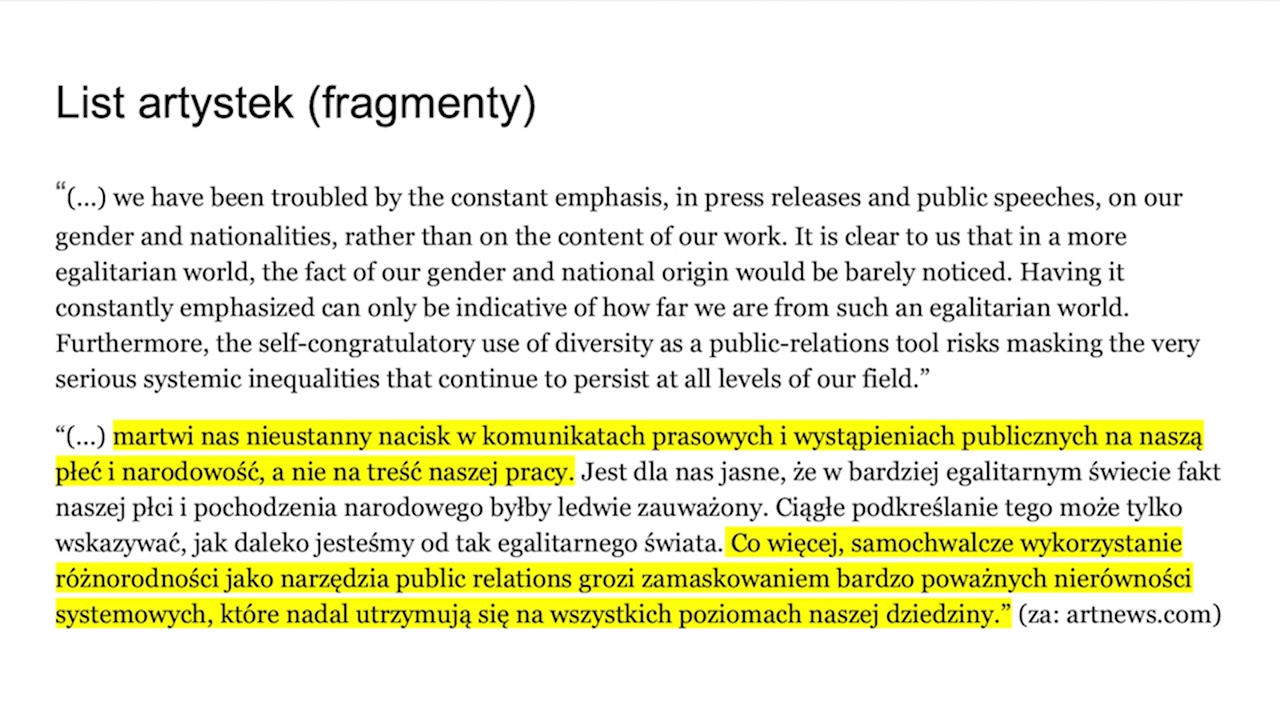 List artystek (fragmenty)
“(...) we have been troubled by the constant emphasis, in press releases and public speeches, on our
gender and nationalities, rather than on the content of our work. It is clear to us that in a more
egalitarian world, the fact of our gender and national origin would be barely noticed. Having it
constantly emphasized can only be indicative of how far we are from such an egalitarian world.
Furthermore, the self-congratulatory use of diversity as a public-relations tool risks masking the very
serious systemic inequalities that continue to persist at all levels of our field.”
“(...) martwi nas nieustanny nacisk w komunikatach prasowych i wystąpieniach publicznych na naszą
płeć i narodowość, a nie na treść naszej pracy. Jest dla nas jasne, że w bardziej egalitarnym świecie fakt
naszej płci i pochodzenia narodowego byłby ledwie zauważony. Ciągłe podkreślanie tego może tylko
wskazywać, jak daleko jesteśmy od tak egalitarnego świata. Co więcej, samochwalcze wykorzystanie
różnorodności jako narzędzia public relations grozi zamaskowaniem bardzo poważnych nierówności
systemowych, które nadal utrzymują się na wszystkich poziomach naszej dziedziny.” (za: artnews.com)